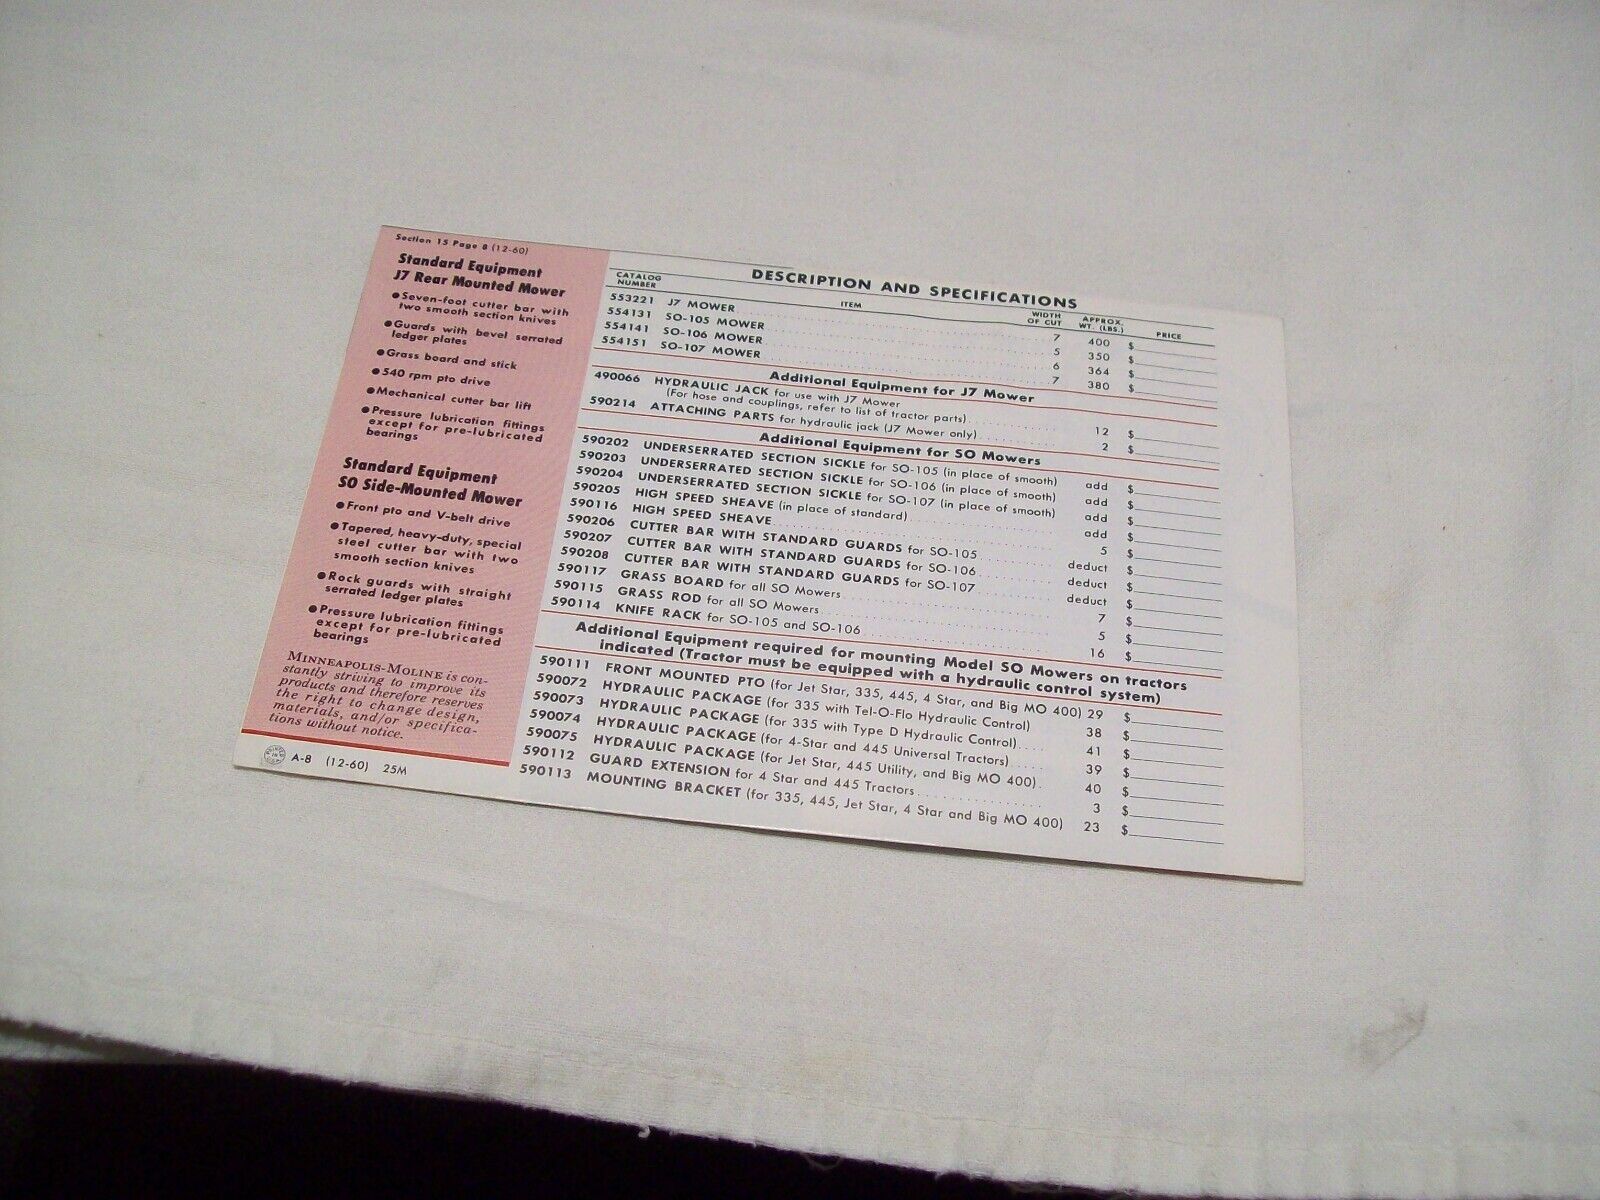 Section 15 Page 8 (12-60)
Standard Equipment
J7 Rear Mounted Mower
● Seven-foot cutter bar with
two smooth section knives
● Guards with bevel serrated
ledger plates
● Grass board and stick
● 540 rpm pto drive
● Mechanical cutter bar lift
● Pressure lubrication fittings
except for pre-lubricated
bearings
Standard Equipment
SO Side-Mounted Mower
● Front pto and V-belt drive
● Tapered, heavy-duty, special
steel cutter bar with two
smooth section knives
● Rock guards with straight
serrated ledger plates
● Pressure lubrication fittings
except for pre-lubricated
bearings
MINNEAPOLIS-MOLINE is con-
stantly striving to improve its
products and therefore reserves
the right to change design,
materials, and/or specifica-
tions without notice.
A-8 (12-60) 25M
DESCRIPTION AND SPECIFICATIONS
CATALOG NUMBER ITEM WIDTH OF CUT APPROX. WT. (LBS.) PRICE
553221 J7 MOWER 7 400 $
554131 SO-105 MOWER 5 350 $
554141 SO-106 MOWER 6 364 $
554151 SO-107 MOWER 7 380 $
Additional Equipment for J7 Mower
490066 HYDRAULIC JACK for use with J7 Mower
(For hose and couplings, refer to list of tractor parts) 12 $
590214 ATTACHING PARTS for hydraulic jack (J7 Mower only) 2 $
Additional Equipment for SO Mowers
590202 UNDERSERRATED SECTION SICKLE for SO-105 (in place of smooth) add $
590203 UNDERSERRATED SECTION SICKLE for SO-106 (in place of smooth) add $
590204 UNDERSERRATED SECTION SICKLE for SO-107 (in place of smooth) add $
590205 HIGH SPEED SHEAVE (in place of standard) add $
590116 HIGH SPEED SHEAVE 5 $
590206 CUTTER BAR WITH STANDARD GUARDS for SO-105 deduct $
590207 CUTTER BAR WITH STANDARD GUARDS for SO-106 deduct $
590208 CUTTER BAR WITH STANDARD GUARDS for SO-107 deduct $
590117 GRASS BOARD for all SO Mowers 7 $
590115 GRASS ROD for all SO Mowers 5 $
590114 KNIFE RACK for SO-105 and SO-106 16 $
Additional Equipment required for mounting Model SO Mowers on tractors
indicated (Tractor must be equipped with a hydraulic control system)
590111 FRONT MOUNTED PTO (for Jet Star, 335, 445, 4 Star, and Big MO 400) 29 $
590072 HYDRAULIC PACKAGE (for 335 with Tel-O-Flo Hydraulic Control) 38 $
590073 HYDRAULIC PACKAGE (for 335 with Type D Hydraulic Control) 41 $
590074 HYDRAULIC PACKAGE (for 4-Star and 445 Universal Tractors) 39 $
590075 HYDRAULIC PACKAGE (for Jet Star, 445 Utility, and Big MO 400) 40 $
590112 GUARD EXTENSION for 4 Star and 445 Tractors 3 $
590113 MOUNTING BRACKET (for 335, 445, Jet Star, 4 Star and Big MO 400) 23 $